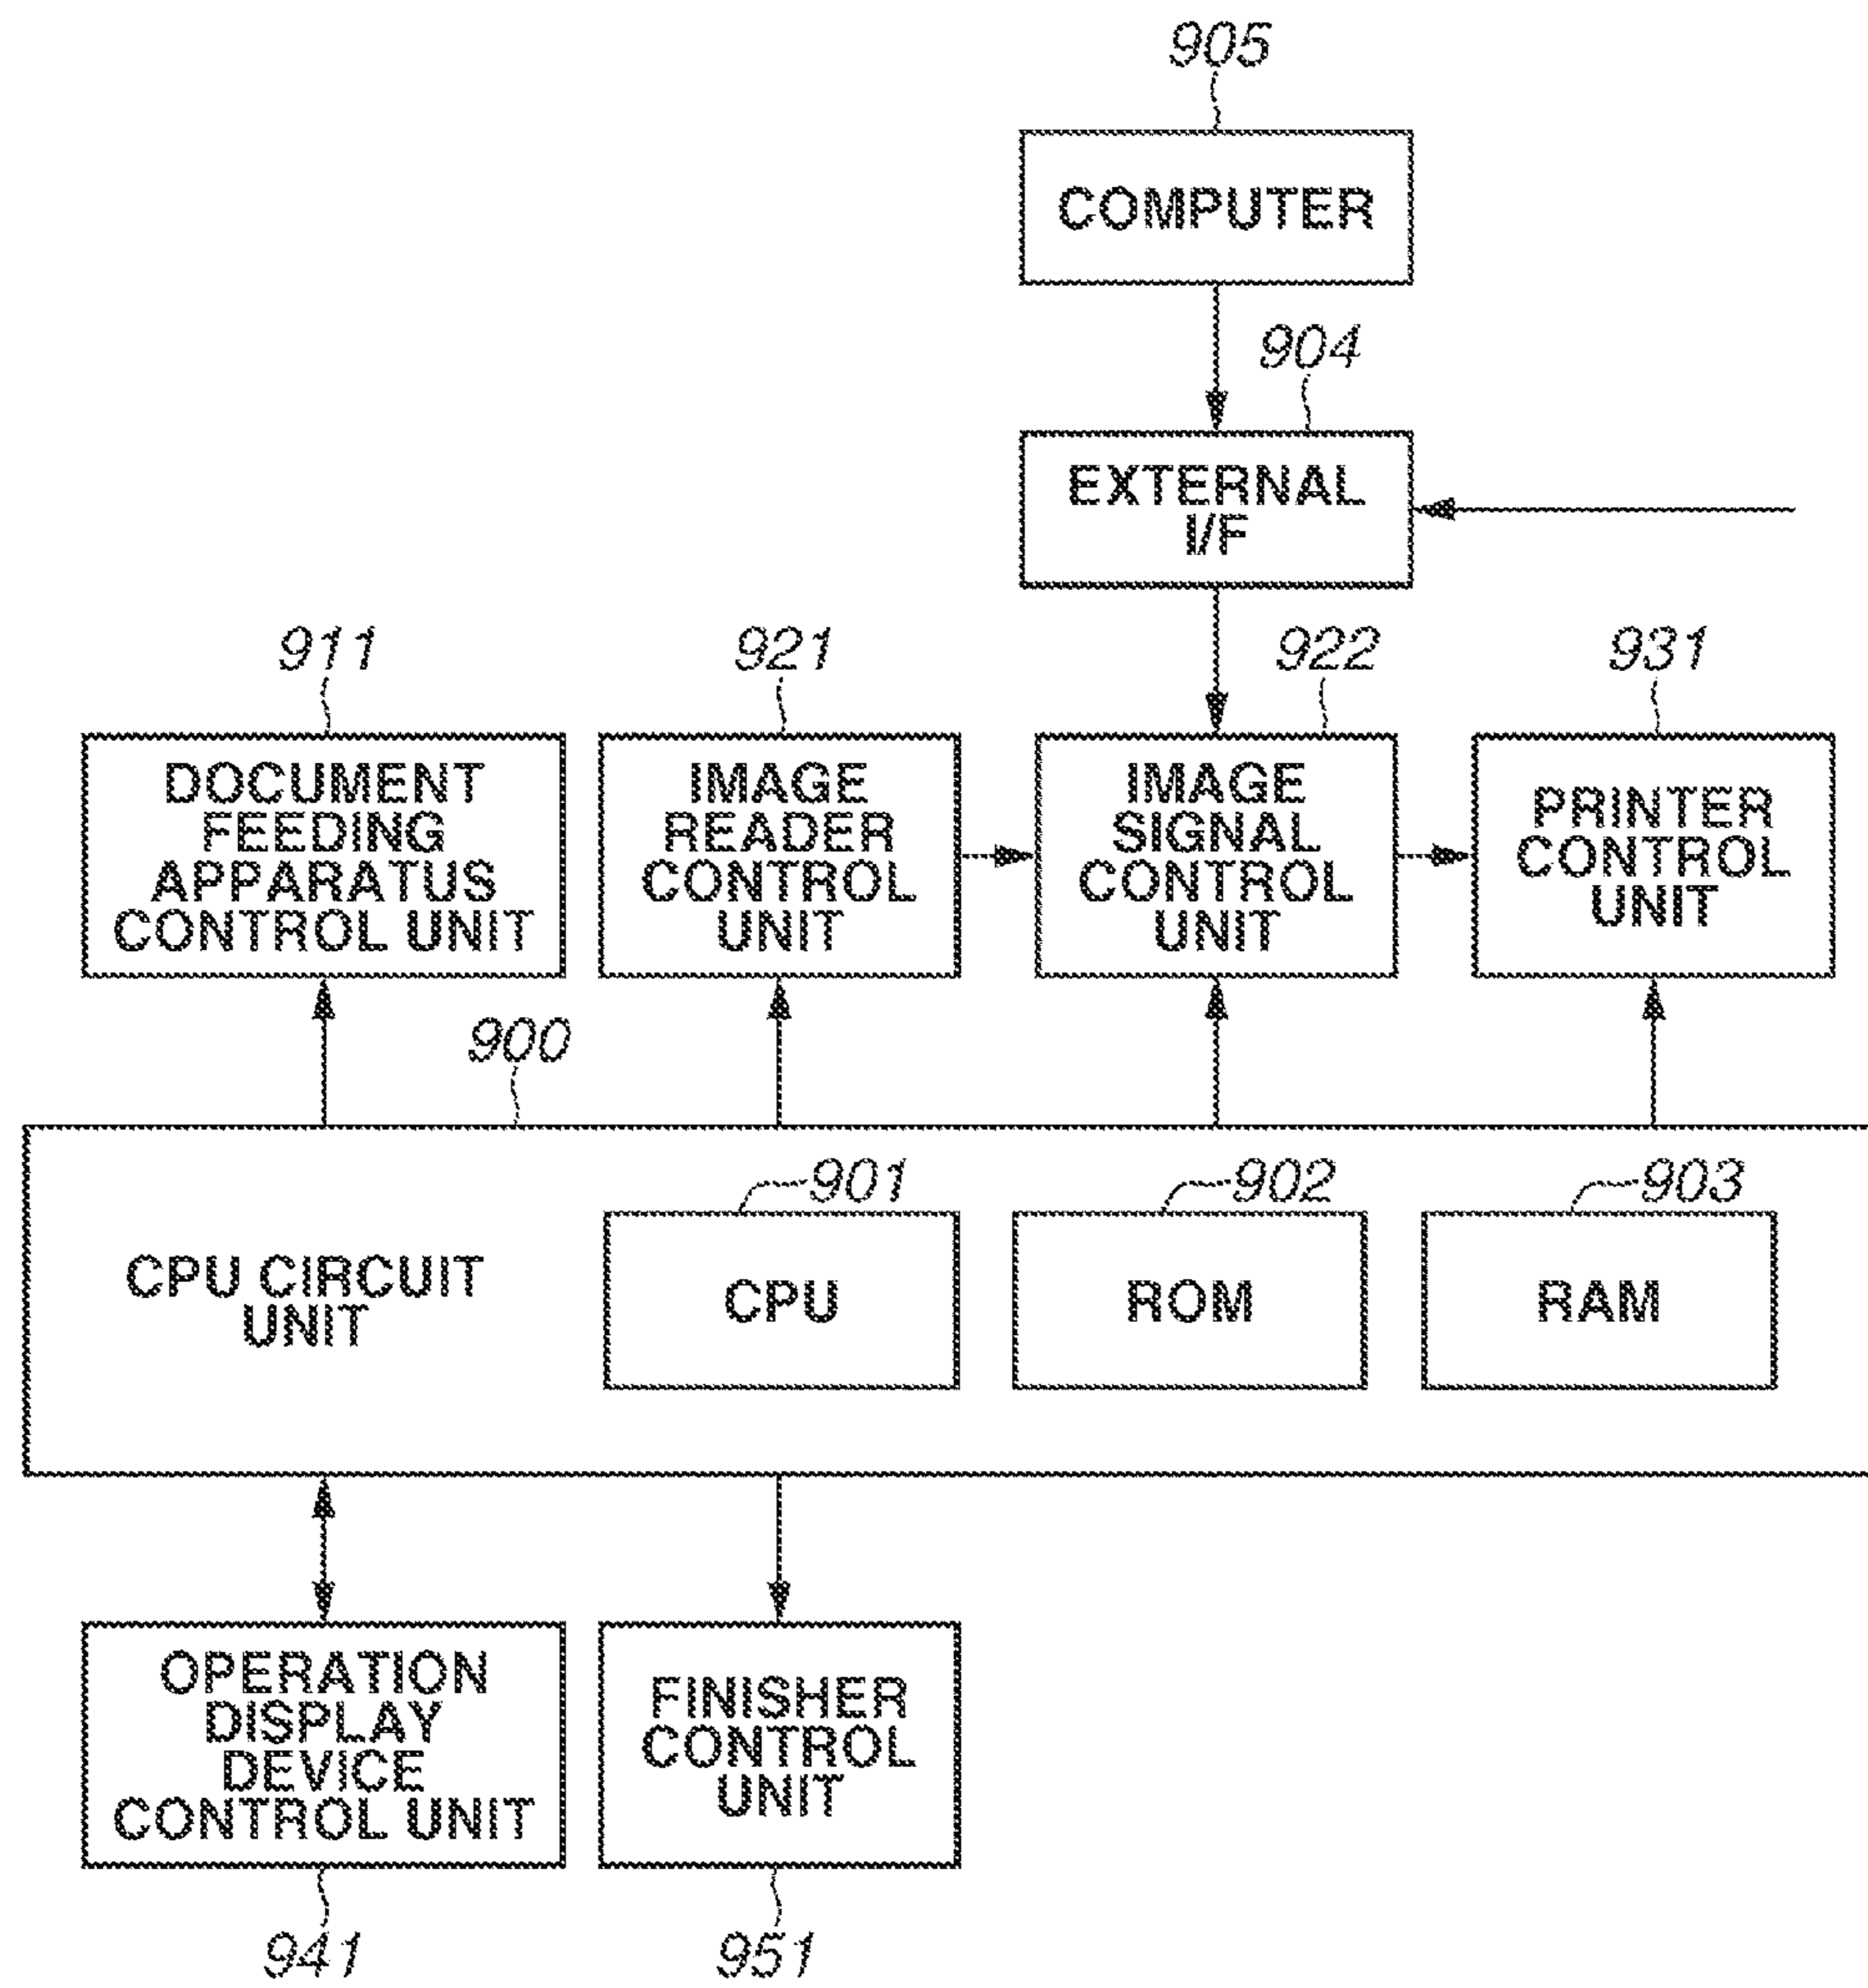 905
COMPUTER
904
EXTERNAL
I/F
911
921
922
931
DOCUMENT
FEEDING
APPARATUS
CONTROL UNIT
IMAGE
READER
CONTROL
UNIT
IMAGE
SIGNAL
CONTROL
UNIT
PRINTER
CONTROL
UNIT
900
CPU CIRCUIT
UNIT
901
CPU
902
ROM
903
RAM
OPERATION
DISPLAY
DEVICE
CONTROL UNIT
FINISHER
CONTROL
UNIT
941
951